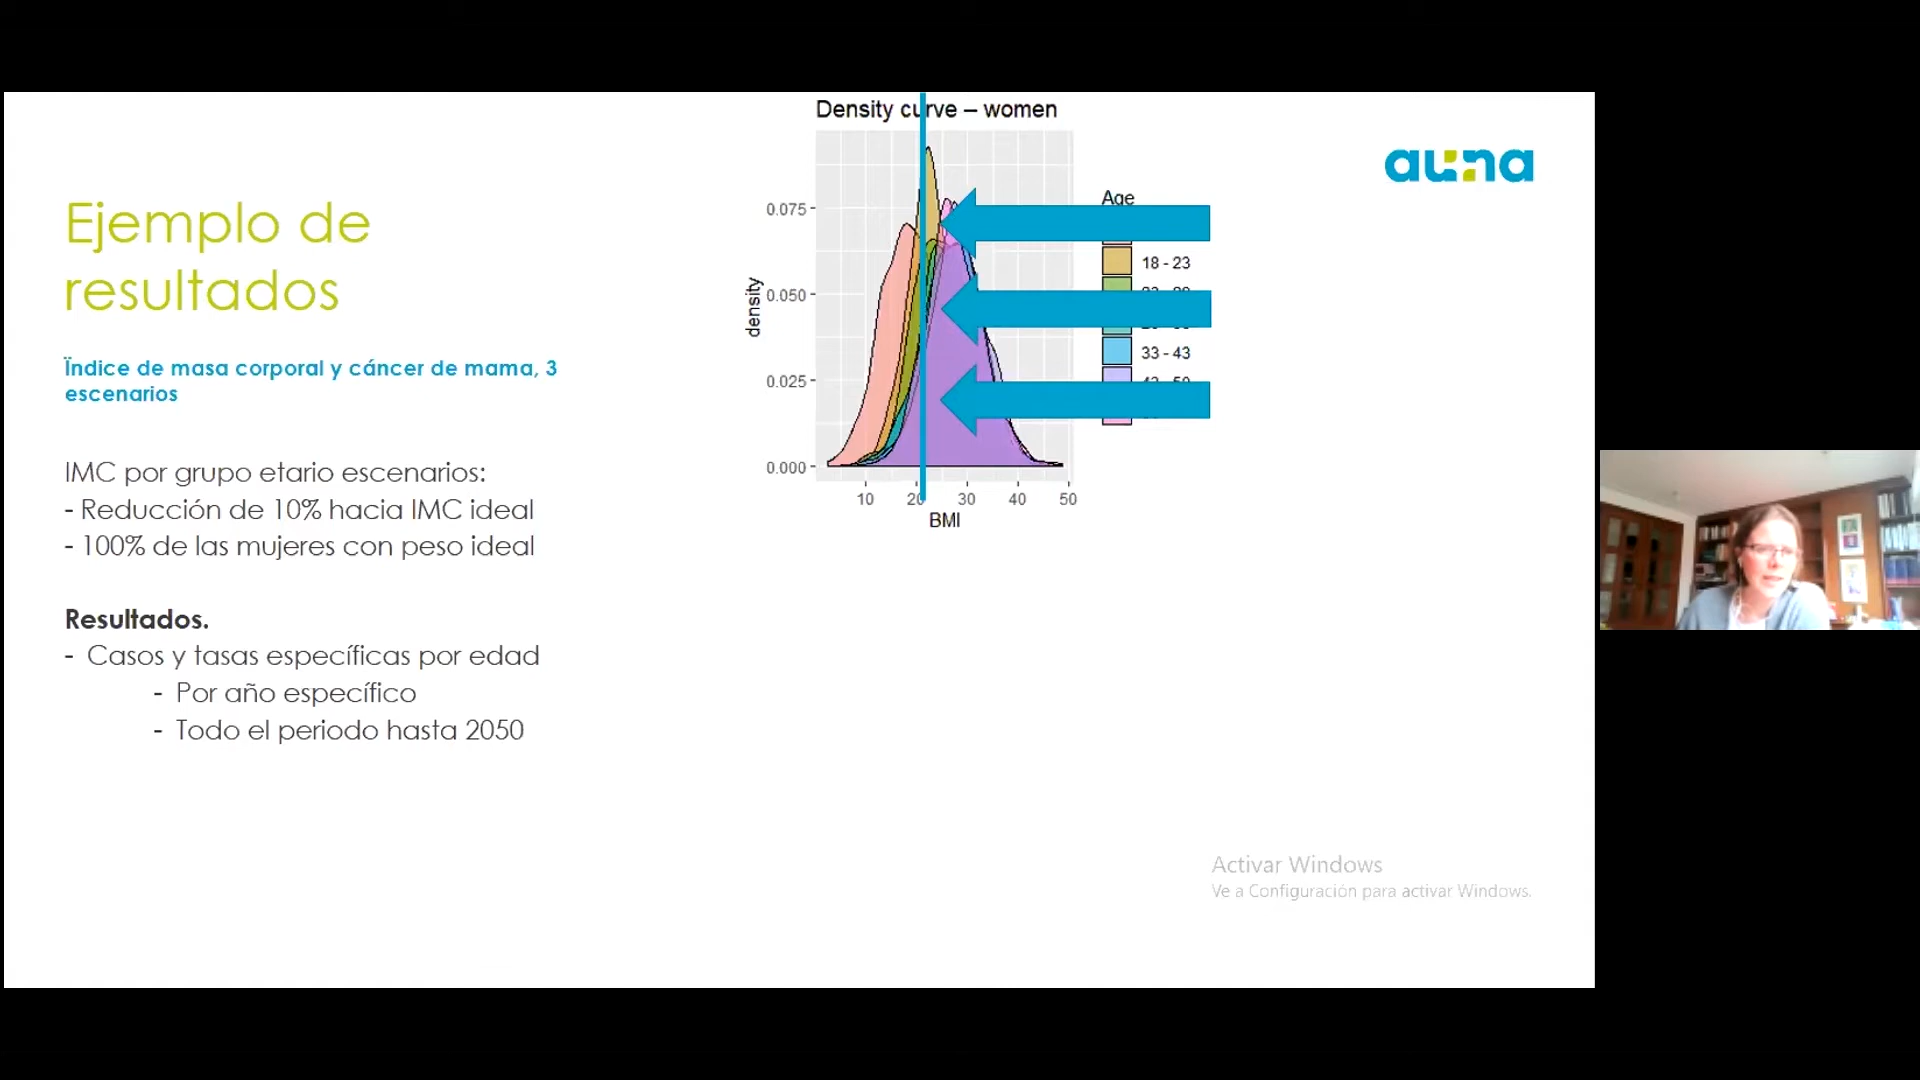 Ejemplo de
resultados
Ïndice de masa corporal y cáncer de mama, 3
escenarios
IMC por grupo etario escenarios:
- Reducción de 10% hacia IMC ideal
- 100% de las mujeres con peso ideal
Resultados.
- Casos y tasas específicas por edad
- Por año específico
- Todo el periodo hasta 2050
Density curve – women
density
0.075
0.050
0.025
0.000
10 20 30 40 50
BMI
Age
18 - 23
33 - 43
auna
Activar Windows
Ve a Configuración para activar Windows.